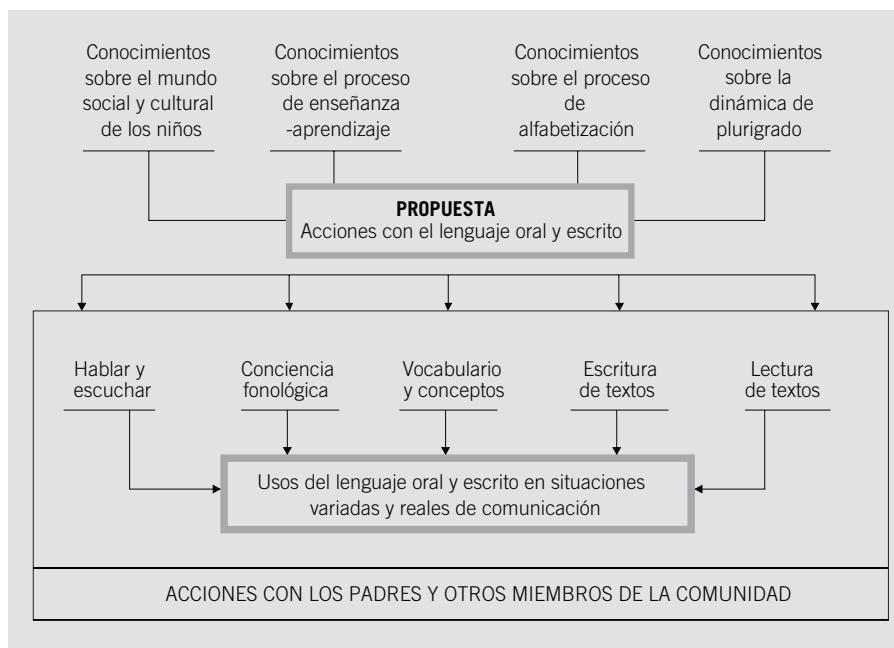 Conocimientos
sobre el mundo
social y cultural
de los niños
Conocimientos
sobre el proceso
de enseñanza
-aprendizaje
Conocimientos
sobre el proceso
de
alfabetización
Conocimientos
sobre la
dinámica de
plurigrado
PROPUESTA
Acciones con el lenguaje oral y escrito
Hablar y
escuchar
Conciencia
fonológica
Vocabulario
y conceptos
Escritura
de textos
Lectura
de textos
Usos del lenguaje oral y escrito en situaciones
variadas y reales de comunicación
ACCIONES CON LOS PADRES Y OTROS MIEMBROS DE LA COMUNIDAD